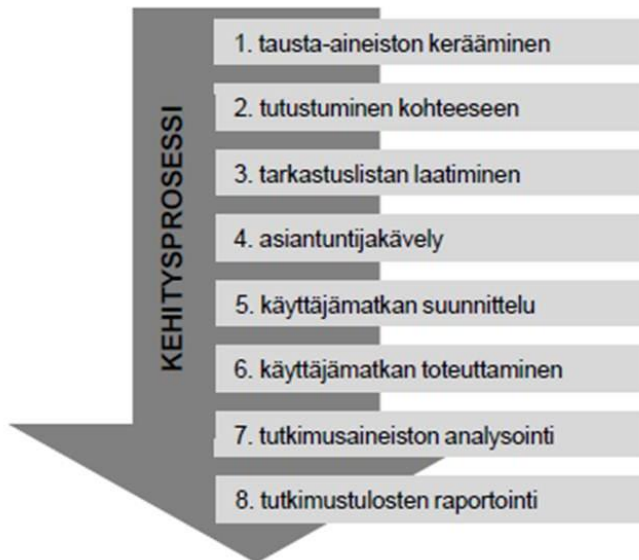 KEHITYSPROSESSI
1. tausta-aineiston kerääminen
2. tutustuminen kohteeseen
3. tarkastuslistan laatiminen
4. asiantuntijakävely
5. käyttäjämatkan suunnittelu
6. käyttäjämatkan toteuttaminen
7. tutkimusaineiston analysointi
8. tutkimustulosten raportointi